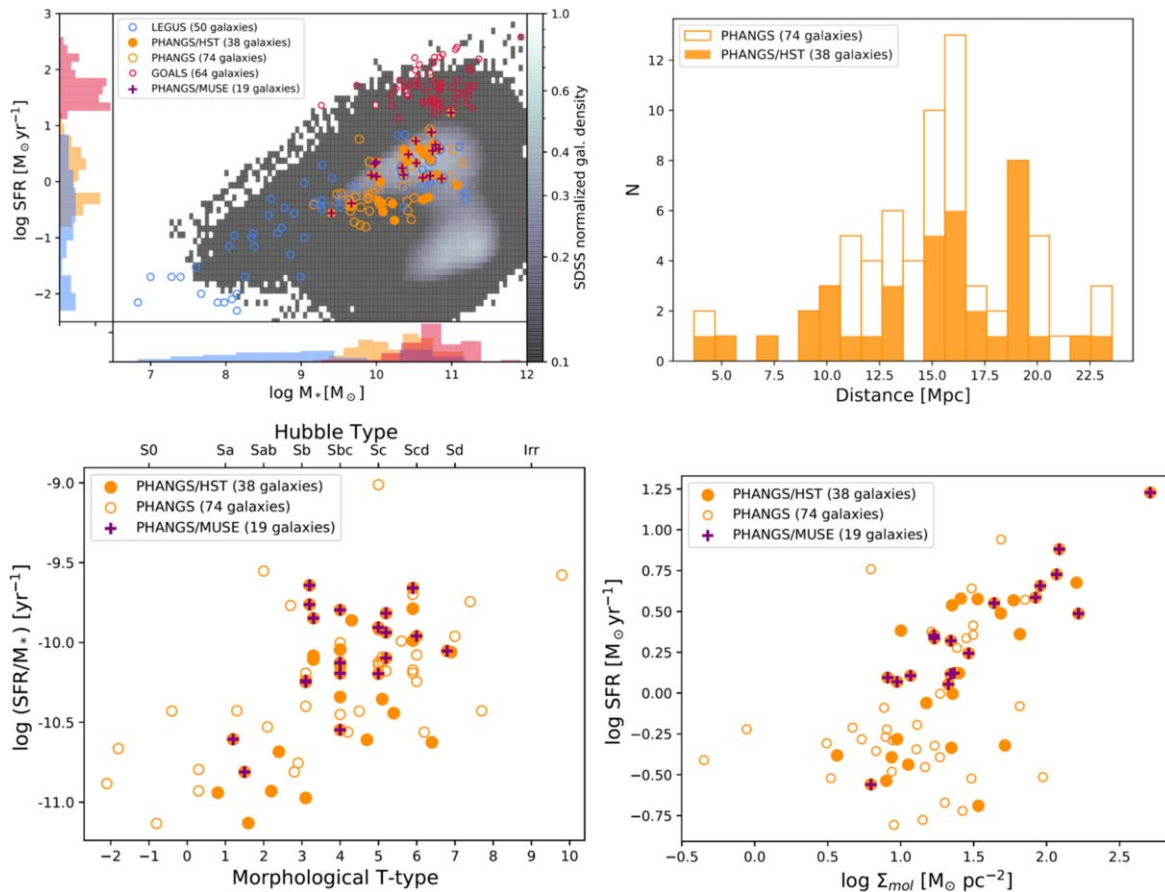 LEGUS (50 galaxies)
PHANGS/HST (38 galaxies)
PHANGS (74 galaxies)
GOALS (64 galaxies)
PHANGS/MUSE (19 galaxies)
3
2
1
0
−1
−2
log SFR [M⊙ yr−1]
7 8 9 10 11 12
log M* [M⊙]
1.0
0.6
0.4
0.3
0.2
0.1
SDSS normalized gal. density
PHANGS (74 galaxies)
PHANGS/HST (38 galaxies)
12
10
8
6
4
2
0
N
5.0 7.5 10.0 12.5 15.0 17.5 20.0 22.5
Distance [Mpc]
Hubble Type
S0 Sa Sab Sb Sbc Sc Scd Sd Irr
PHANGS/HST (38 galaxies)
PHANGS (74 galaxies)
PHANGS/MUSE (19 galaxies)
-9.0
-9.5
-10.0
-10.5
-11.0
log (SFR/M*) [yr−1]
−2 −1 0 1 2 3 4 5 6 7 8 9 10
Morphological T-type
PHANGS/HST (38 galaxies)
PHANGS (74 galaxies)
PHANGS/MUSE (19 galaxies)
1.25
1.00
0.75
0.50
0.25
0.00
−0.25
−0.50
−0.75
log SFR [M⊙ yr−1]
−0.5 0.0 0.5 1.0 1.5 2.0 2.5
log Σmol [M⊙ pc−2]